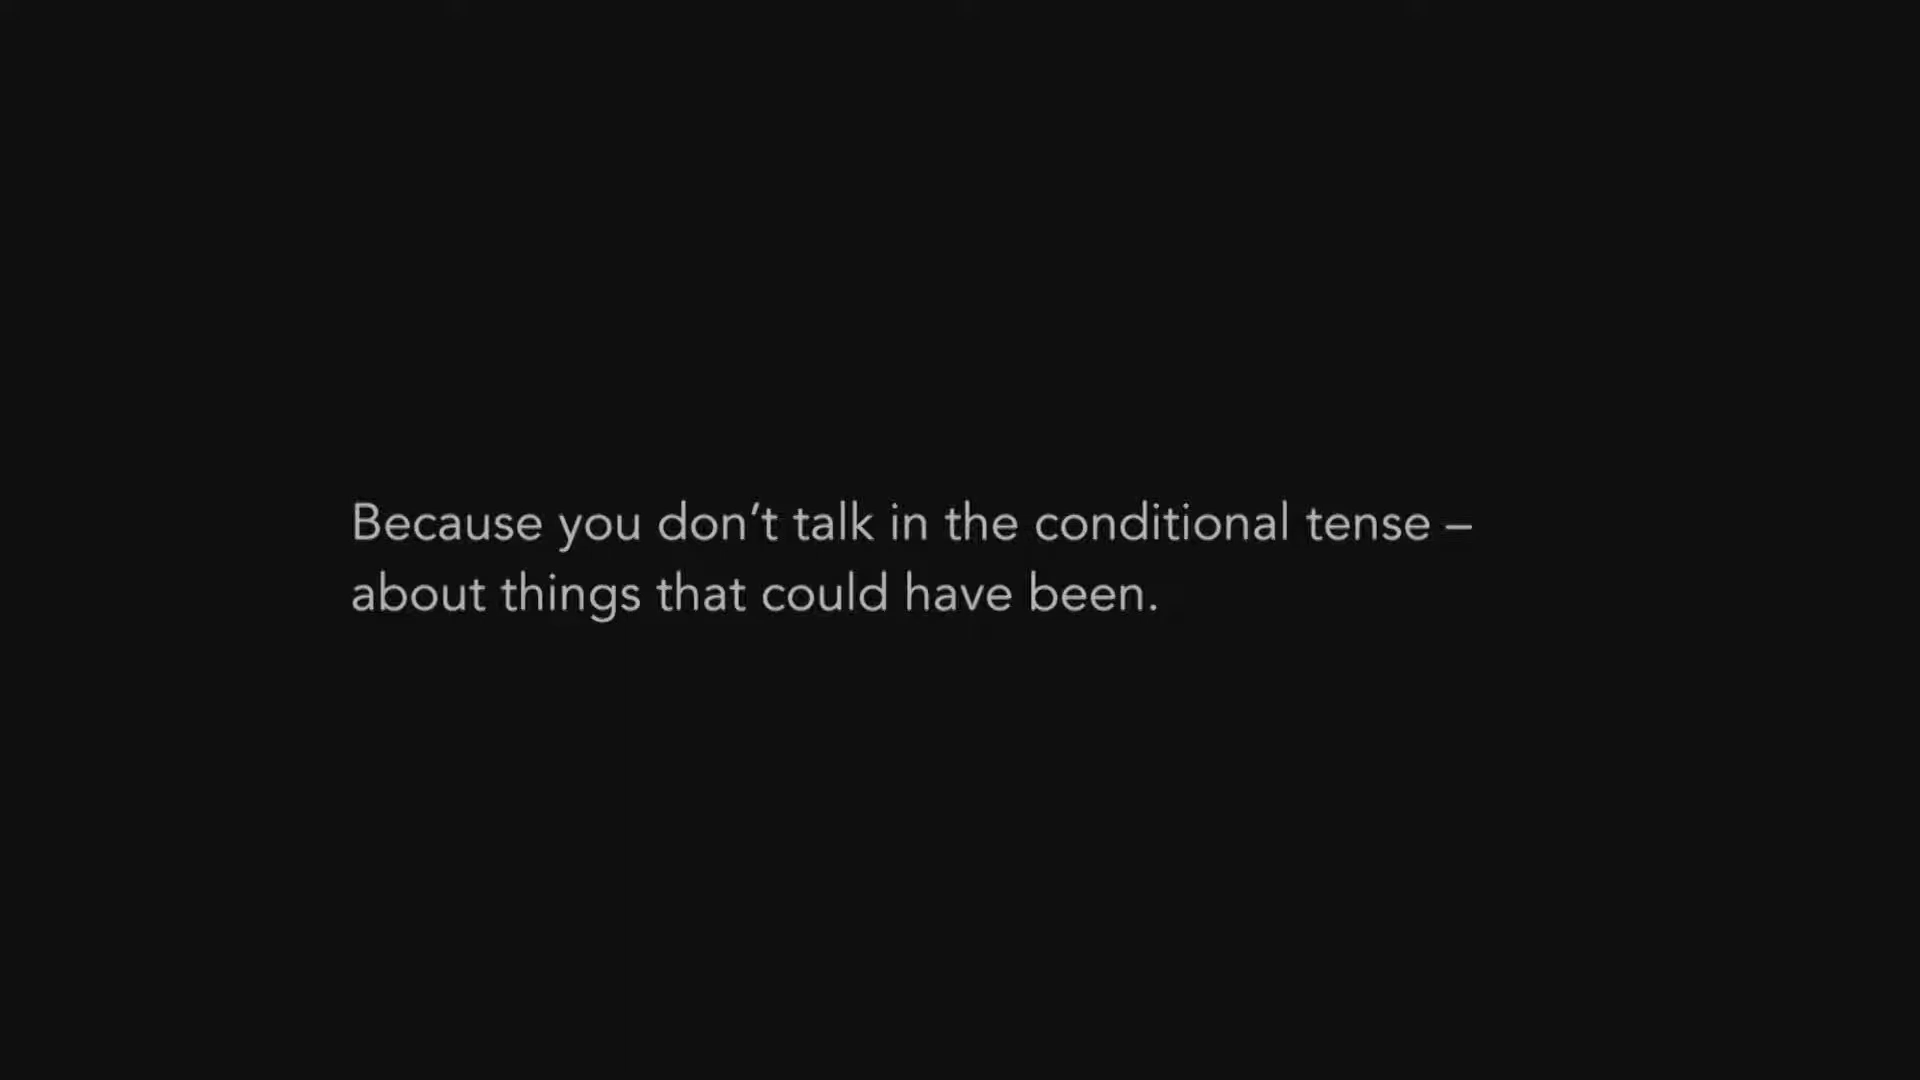 Because you don’t talk in the conditional tense –
about things that could have been.